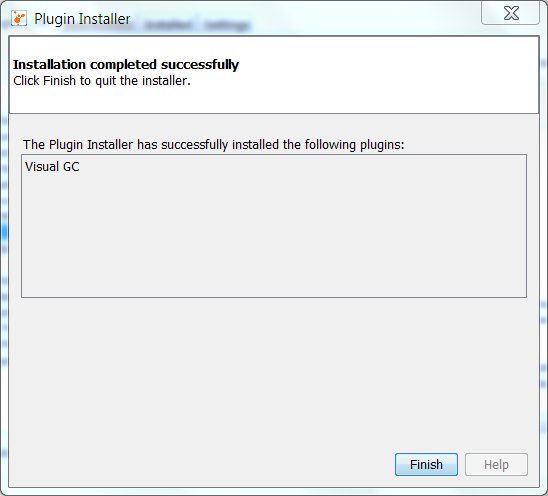 Plugin Installer
Installation completed successfully
Click Finish to quit the installer.
The Plugin Installer has successfully installed the following plugins:
Visual GC
Finish
Help